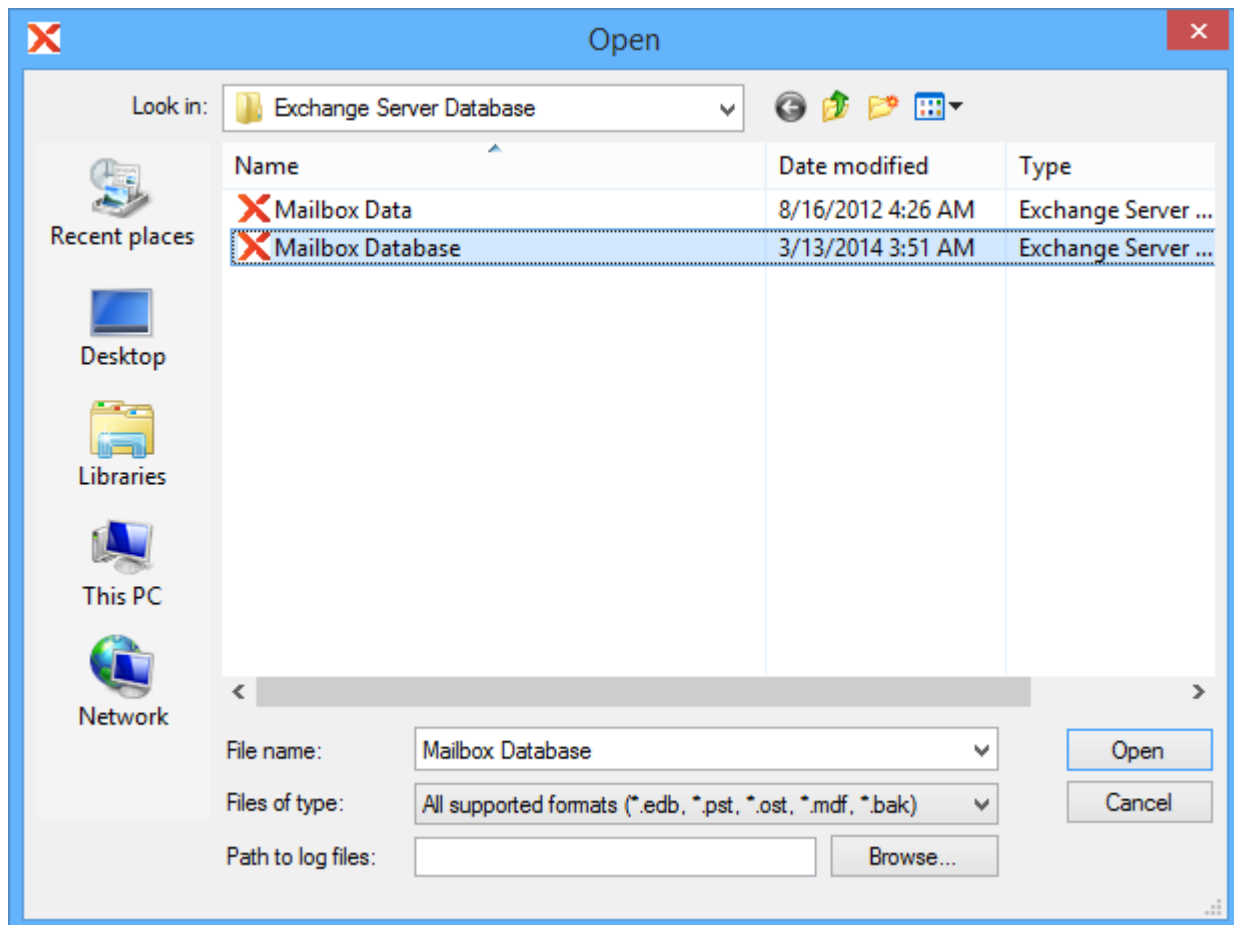 Open
Look in: Exchange Server Database
Name Date modified Type
Mailbox Data 8/16/2012 4:26 AM Exchange Server ...
Mailbox Database 3/13/2014 3:51 AM Exchange Server ...
Recent places
Desktop
Libraries
This PC
Network
File name: Mailbox Database Open
Files of type: All supported formats (*.edb, *.pst, *.ost, *.mdf, *.bak) Cancel
Path to log files: Browse...